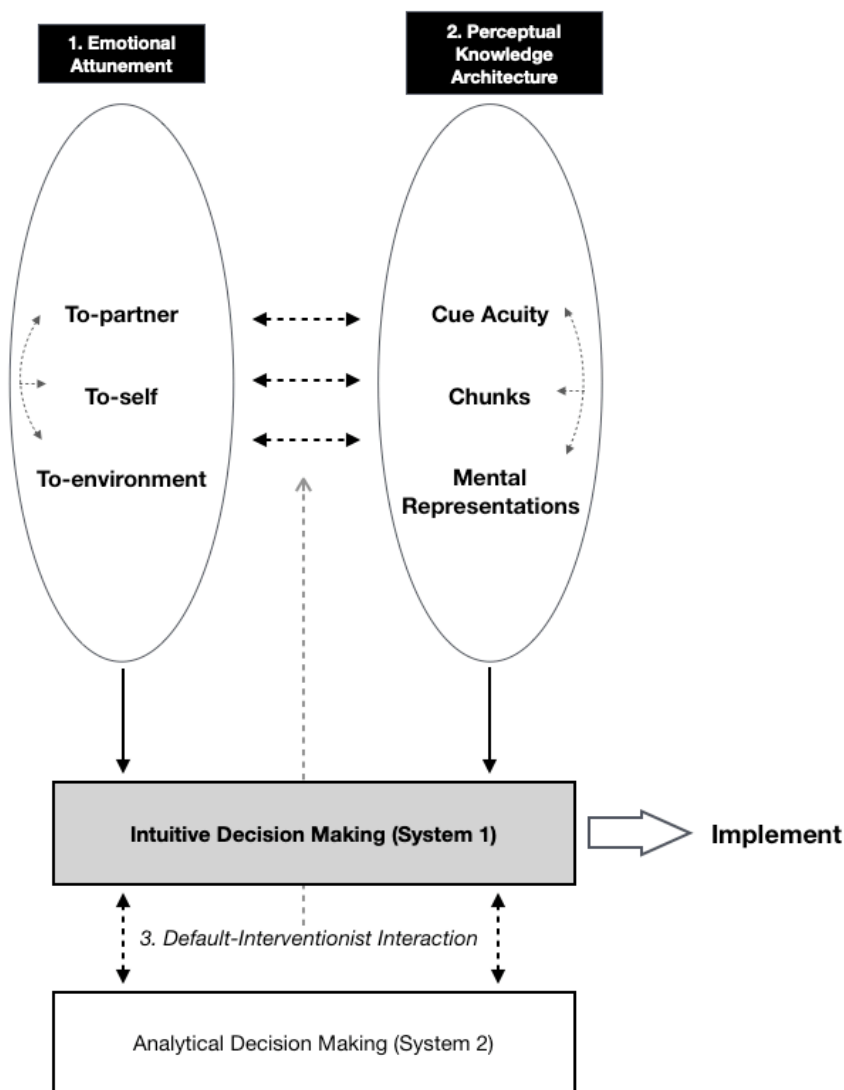 1. Emotional
Attunement
2. Perceptual
Knowledge
Architecture
To-partner
To-self
To-environment
Cue Acuity
Chunks
Mental
Representations
Intuitive Decision Making (System 1)
Implement
3. Default-Interventionist Interaction
Analytical Decision Making (System 2)